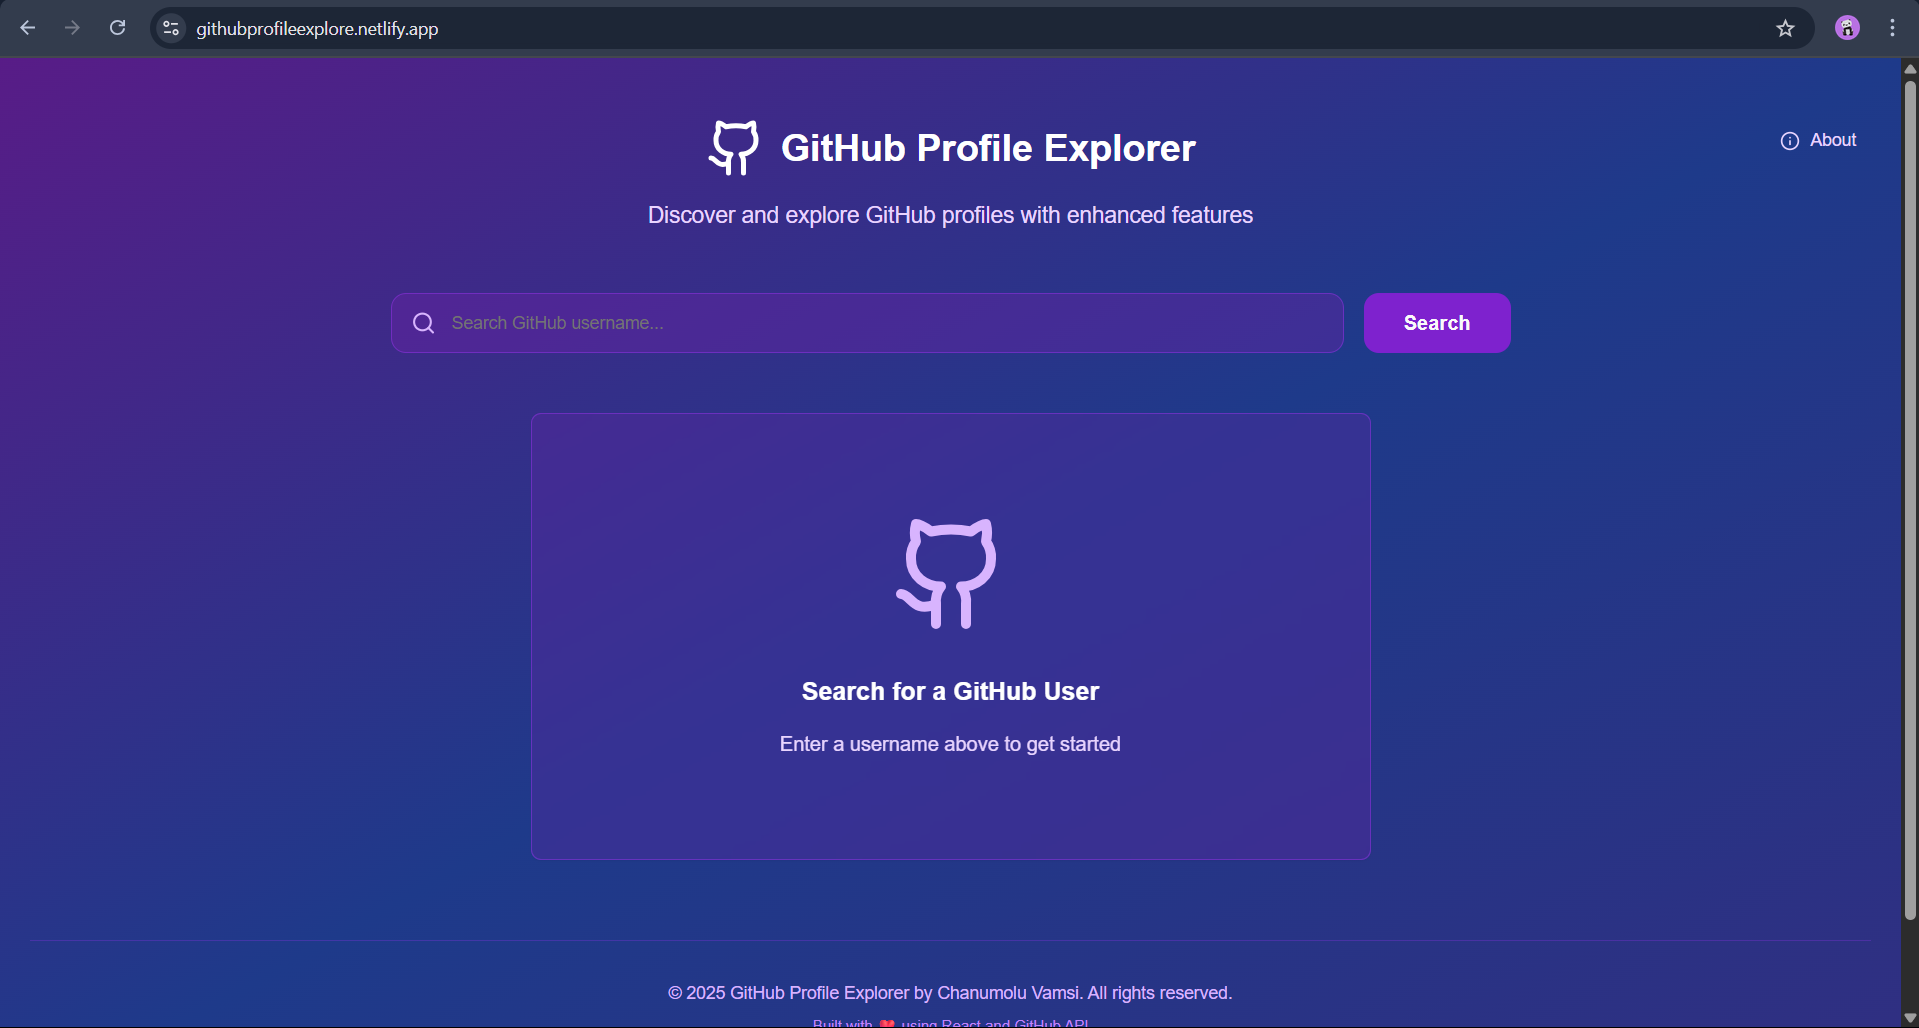 githubprofileexplore.netlify.app
GitHub Profile Explorer
About
Discover and explore GitHub profiles with enhanced features
Search GitHub username...
Search
Search for a GitHub User
Enter a username above to get started
© 2025 GitHub Profile Explorer by Chanumolu Vamsi. All rights reserved.
Built with ❤️ using React and GitHub API